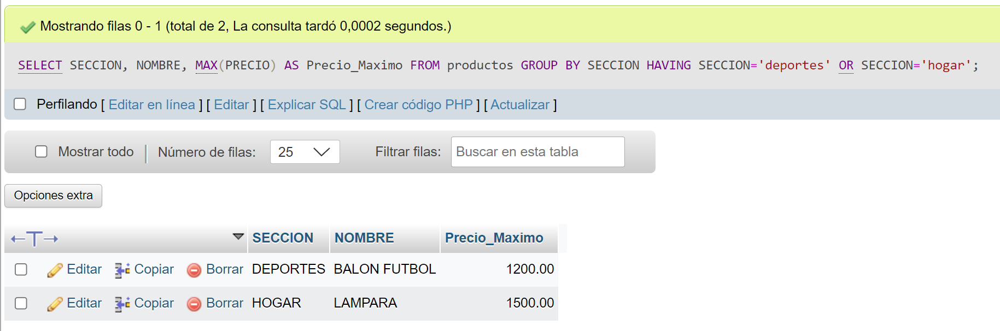 Mostrando filas 0 - 1 (total de 2, La consulta tardó 0,0002 segundos.)
SELECT SECCION, NOMBRE, MAX(PRECIO) AS Precio_Maximo FROM productos GROUP BY SECCION HAVING SECCION='deportes' OR SECCION='hogar';
Perfilando [ Editar en línea ] [ Editar ] [ Explicar SQL ] [ Crear código PHP ] [ Actualizar ]
Mostrar todo Número de filas: 25 Filtrar filas: Buscar en esta tabla
Opciones extra
SECCION NOMBRE Precio_Maximo
Editar Copiar Borrar DEPORTES BALON FUTBOL 1200.00
Editar Copiar Borrar HOGAR LAMPARA 1500.00